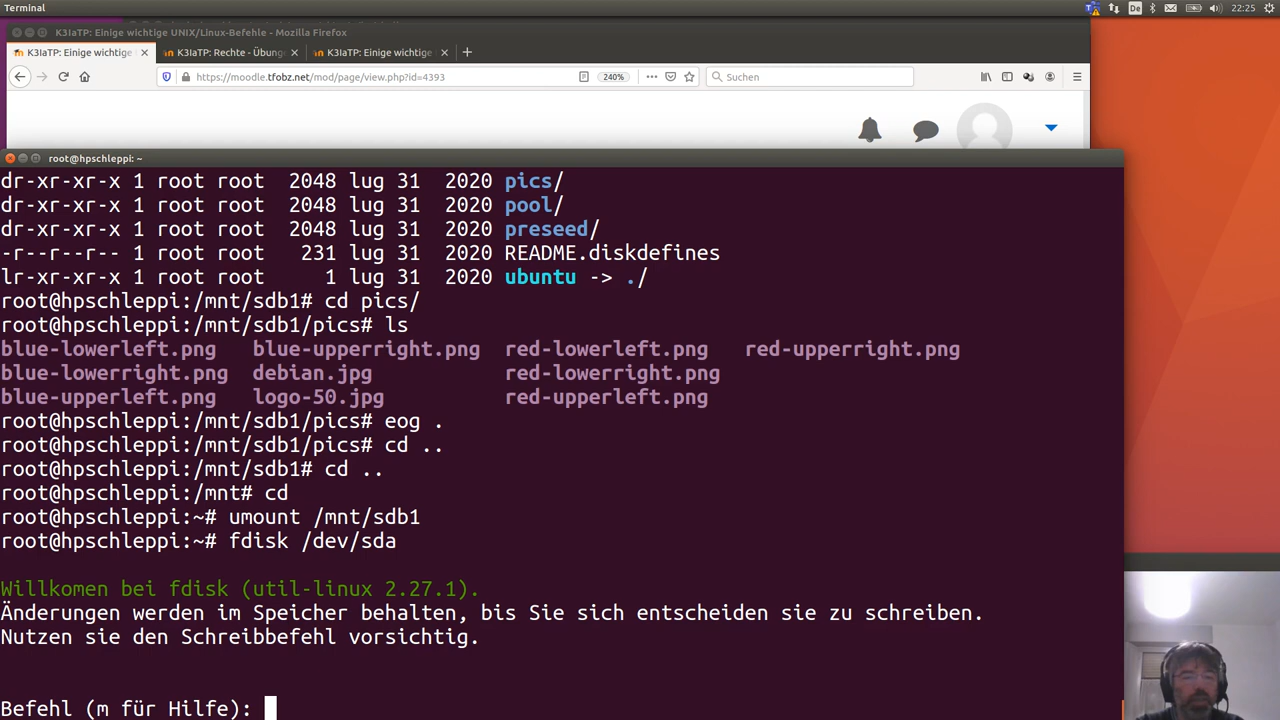 Terminal
De
22:25
K3IaTP: Einige wichtige UNIX/Linux-Befehle - Mozilla Firefox
K3IaTP: Einige wichtige
K3IaTP: Rechte - Übung
K3IaTP: Einige wichtige
https://moodle.tfobz.net/mod/page/view.php?id=4393
240%
Suchen
root@hpschleppi: ~
dr-xr-xr-x 1 root root 2048 lug 31 2020 pics/
dr-xr-xr-x 1 root root 2048 lug 31 2020 pool/
dr-xr-xr-x 1 root root 2048 lug 31 2020 preseed/
-r--r--r-- 1 root root 231 lug 31 2020 README.diskdefines
lr-xr-xr-x 1 root root 1 lug 31 2020 ubuntu -> ./
root@hpschleppi:/mnt/sdb1# cd pics/
root@hpschleppi:/mnt/sdb1/pics# ls
blue-lowerleft.png blue-upperright.png red-lowerleft.png red-upperright.png
blue-lowerright.png debian.jpg red-lowerright.png
blue-upperleft.png logo-50.jpg red-upperleft.png
root@hpschleppi:/mnt/sdb1/pics# eog .
root@hpschleppi:/mnt/sdb1/pics# cd ..
root@hpschleppi:/mnt/sdb1# cd ..
root@hpschleppi:/mnt# cd
root@hpschleppi:~# umount /mnt/sdb1
root@hpschleppi:~# fdisk /dev/sda
Willkomen bei fdisk (util-linux 2.27.1).
Änderungen werden im Speicher behalten, bis Sie sich entscheiden sie zu schreiben.
Nutzen sie den Schreibbefehl vorsichtig.
Befehl (m für Hilfe):